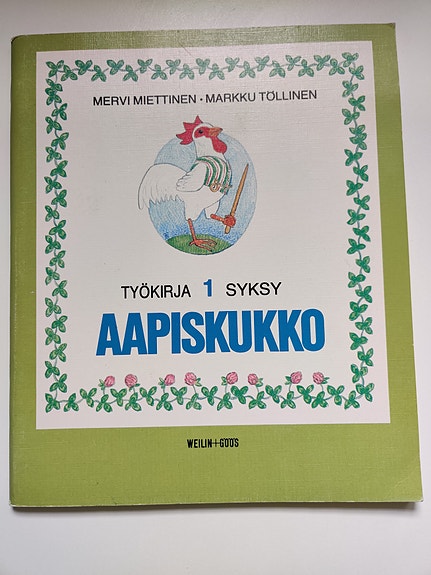 MERVI MIETTINEN • MARKKU TÖLLINEN
TYÖKIRJA 1 SYKSY
AAPISKUKKO
WEILIN+GÖÖS